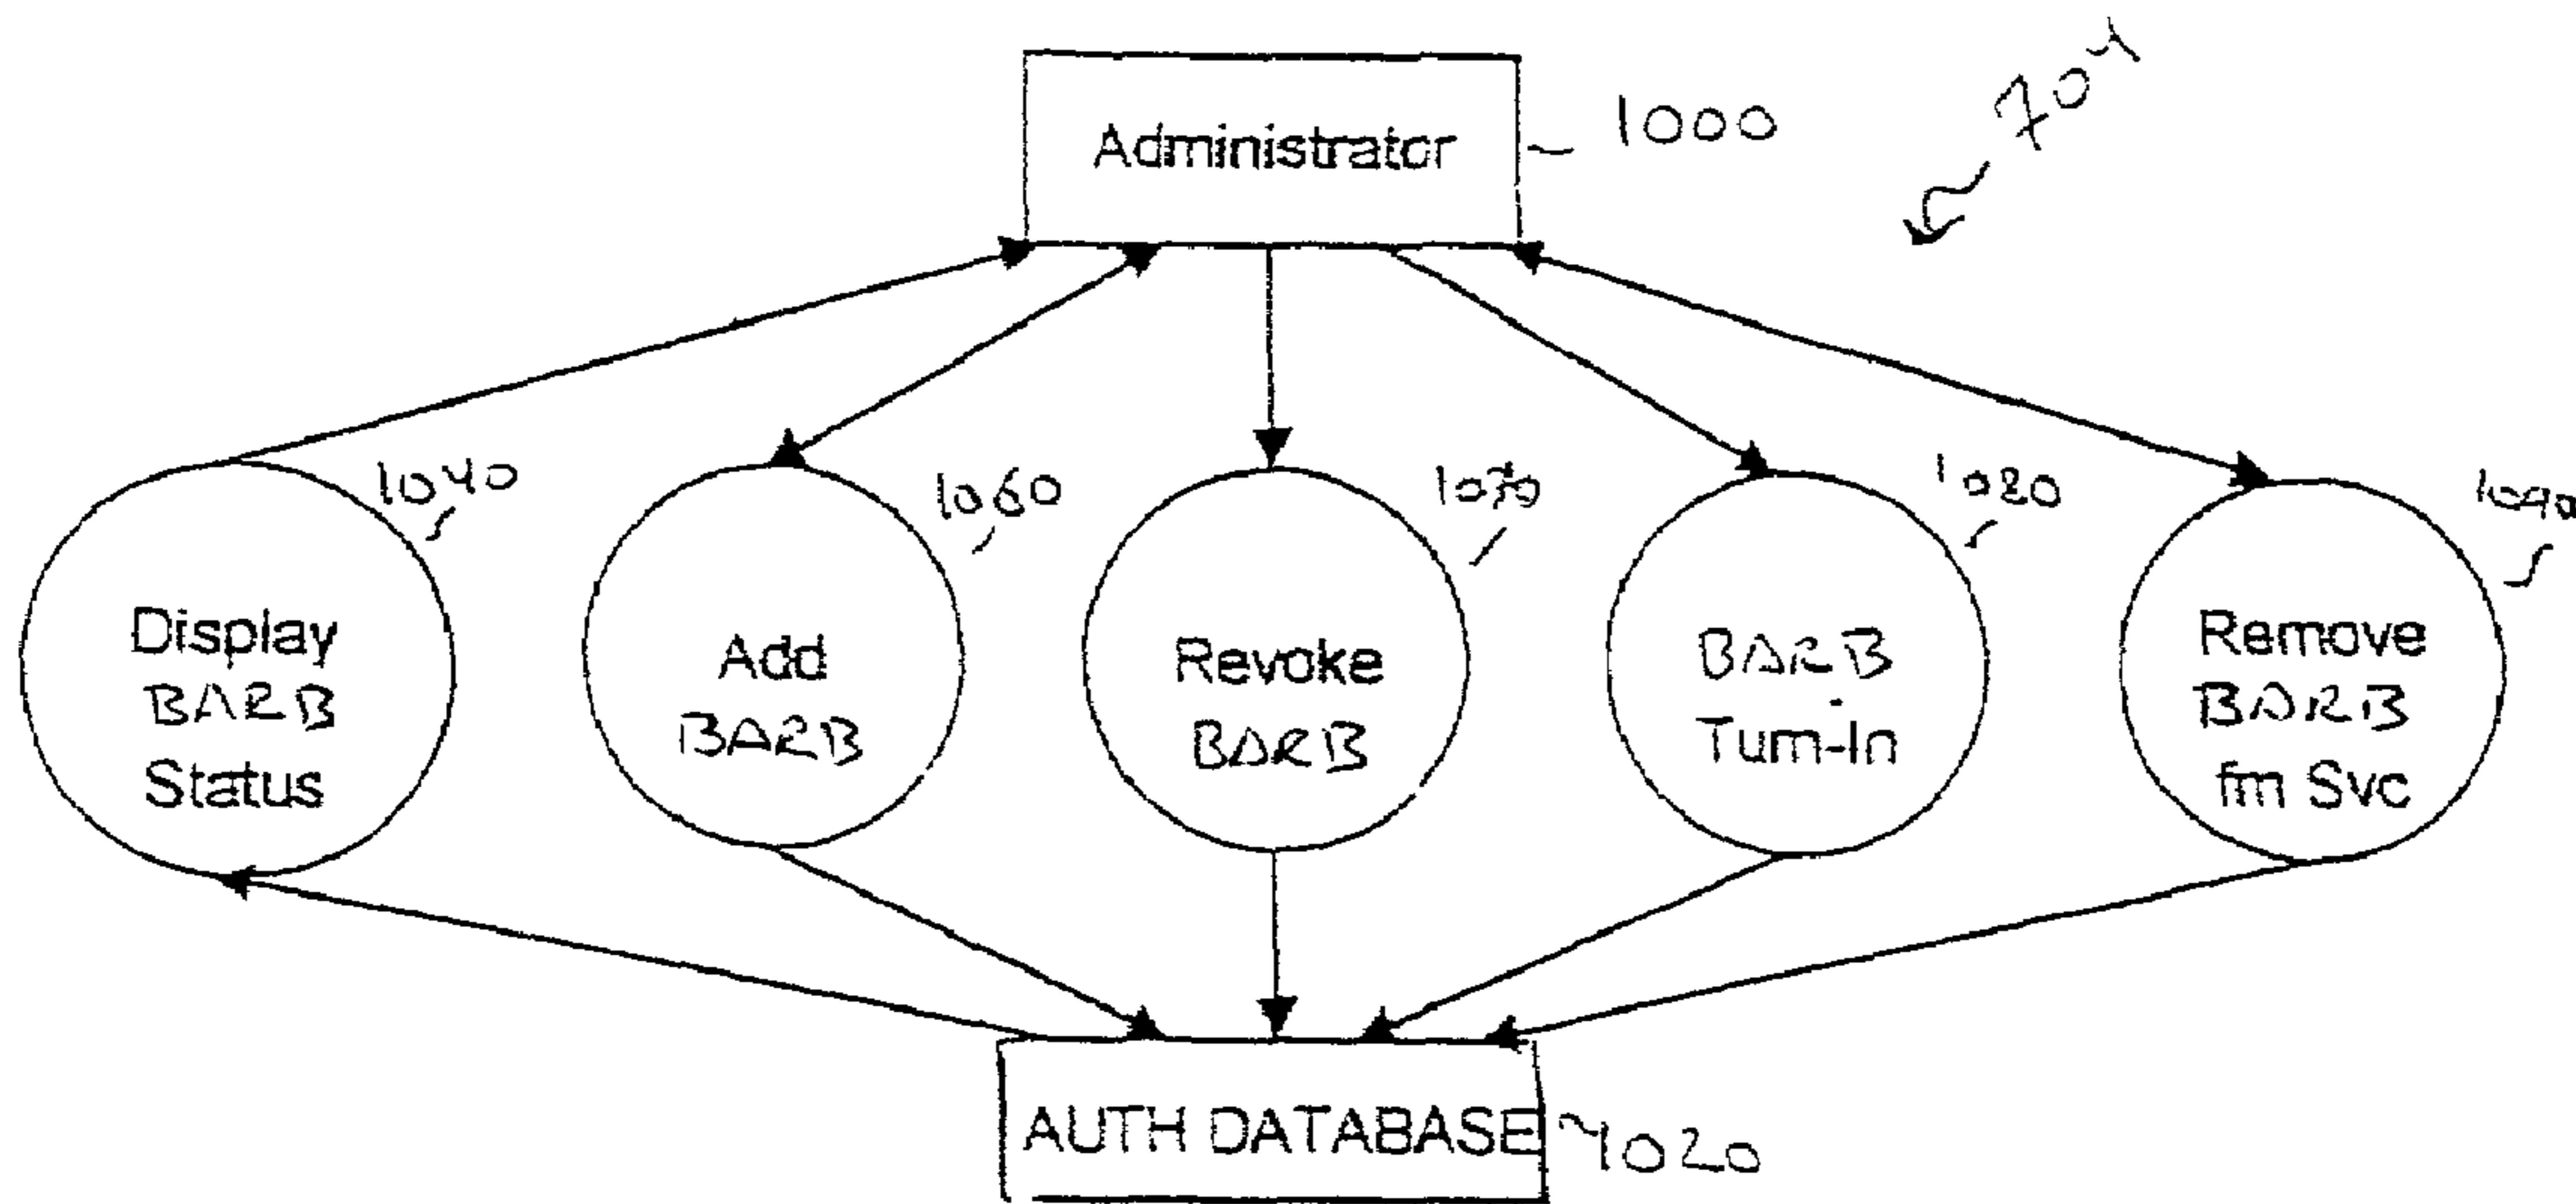 Administrator
1000
704
1040
1060
1070
1080
1090
Display
BARB
Status
Add
BARB
Revoke
BARB
BARB
Turn-In
Remove
BARB
fm Svc
AUTH DATABASE
1020